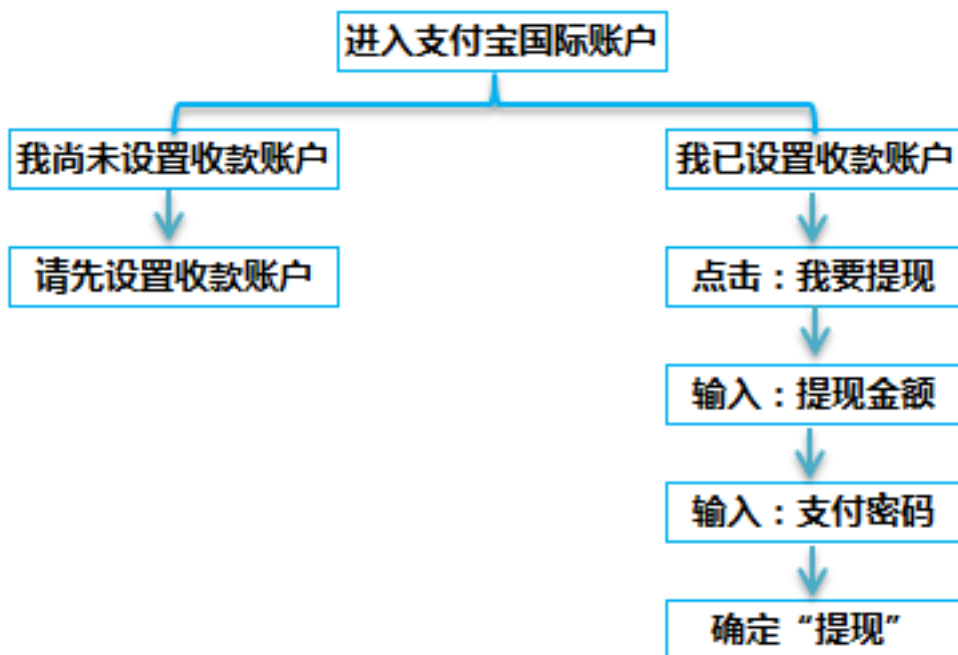 进入支付宝国际账户
我尚未设置收款账户
我已设置收款账户
请先设置收款账户
点击：我要提现
输入：提现金额
输入：支付密码
确定“提现”